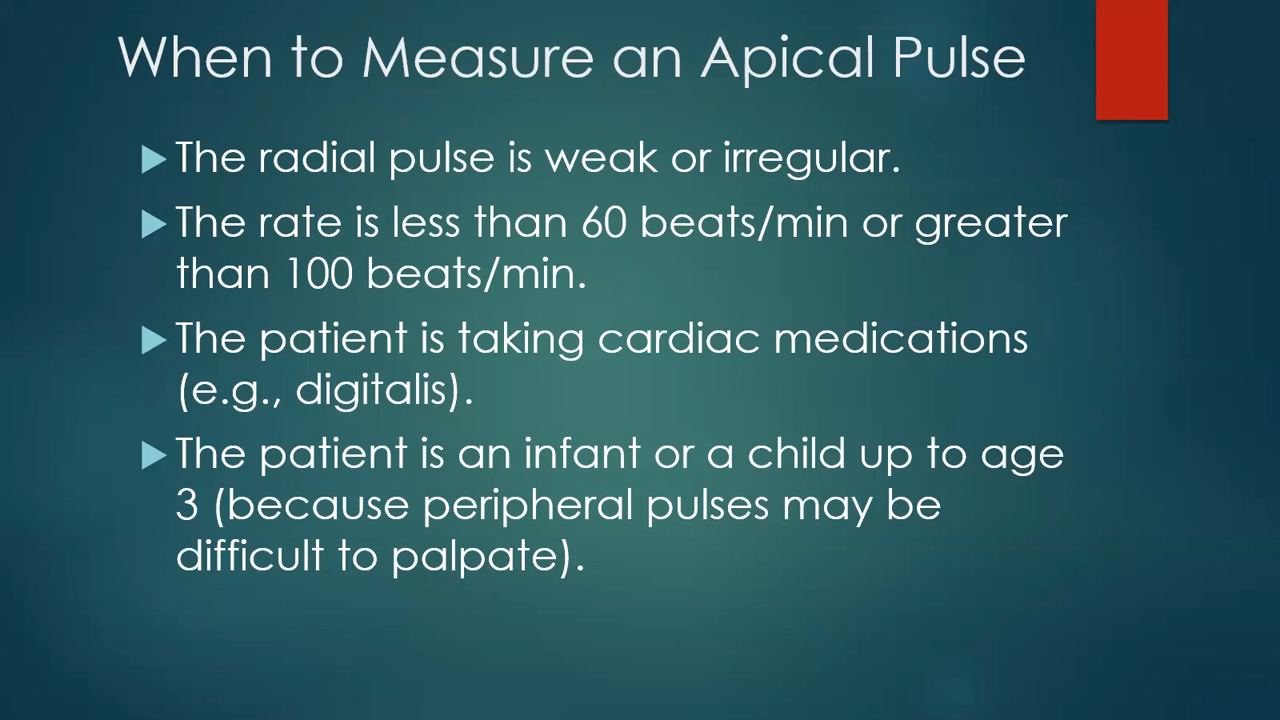 When to Measure an Apical Pulse
The radial pulse is weak or irregular.
The rate is less than 60 beats/min or greater
than 100 beats/min.
The patient is taking cardiac medications
(e.g., digitalis).
The patient is an infant or a child up to age
3 (because peripheral pulses may be
difficult to palpate).